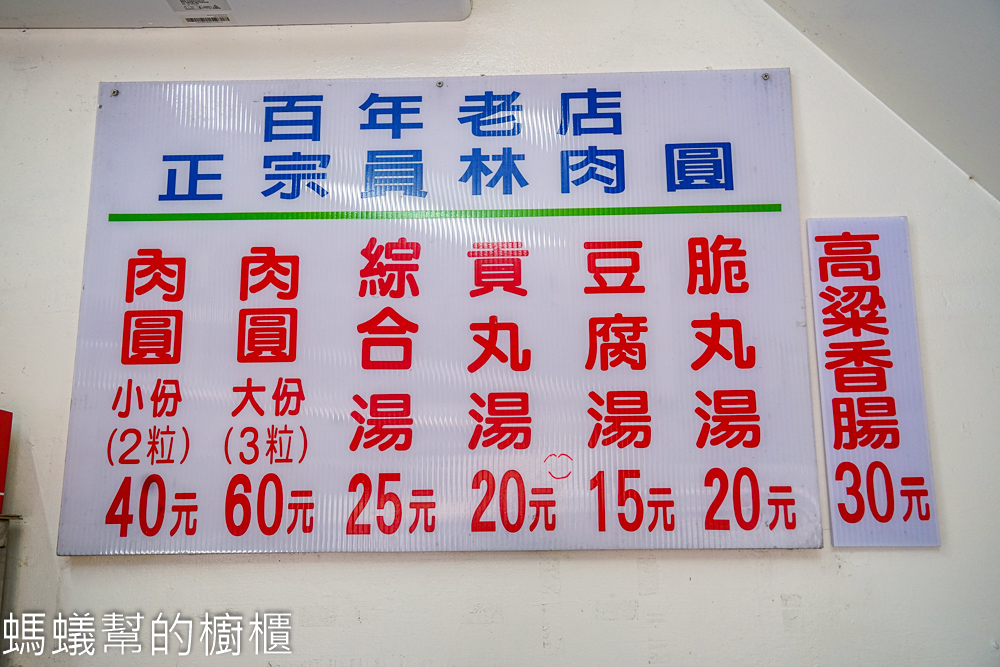 百年老店
正宗員林肉圓
肉圓
小份
(2粒)
40元
肉圓
大份
(3粒)
60元
綜合湯
25元
貢丸湯
20元
豆腐湯
15元
脆丸湯
20元
高粱香腸
30元
螞蟻幫的櫥櫃